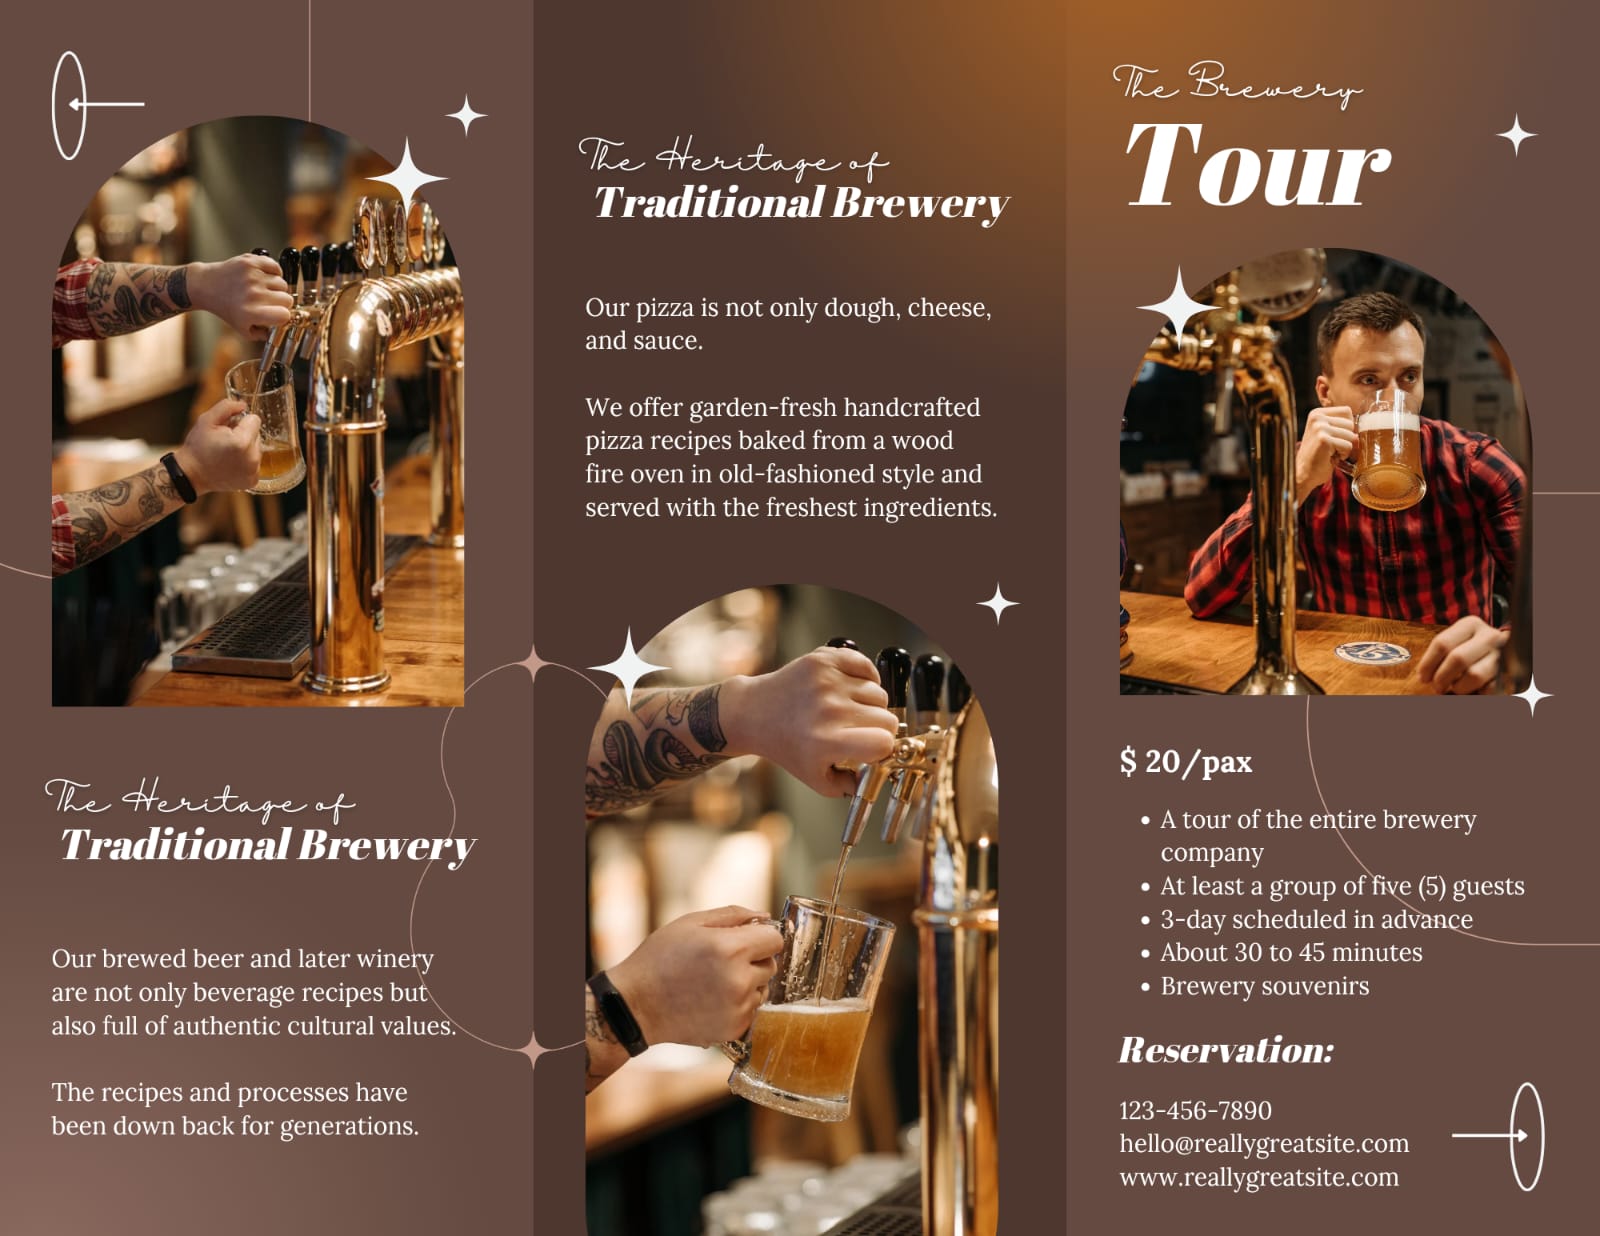 The Heritage of
Traditional Brewery
Our brewed beer and later winery
are not only beverage recipes but
also full of authentic cultural values.
The recipes and processes have
been down back for generations.
The Heritage of
Traditional Brewery
Our pizza is not only dough, cheese,
and sauce.
We offer garden-fresh handcrafted
pizza recipes baked from a wood
fire oven in old-fashioned style and
served with the freshest ingredients.
The Brewery
Tour
$ 20/pax
• A tour of the entire brewery
company
• At least a group of five (5) guests
• 3-day scheduled in advance
• About 30 to 45 minutes
• Brewery souvenirs
Reservation:
123-456-7890
hello@reallygreatsite.com
www.reallygreatsite.com